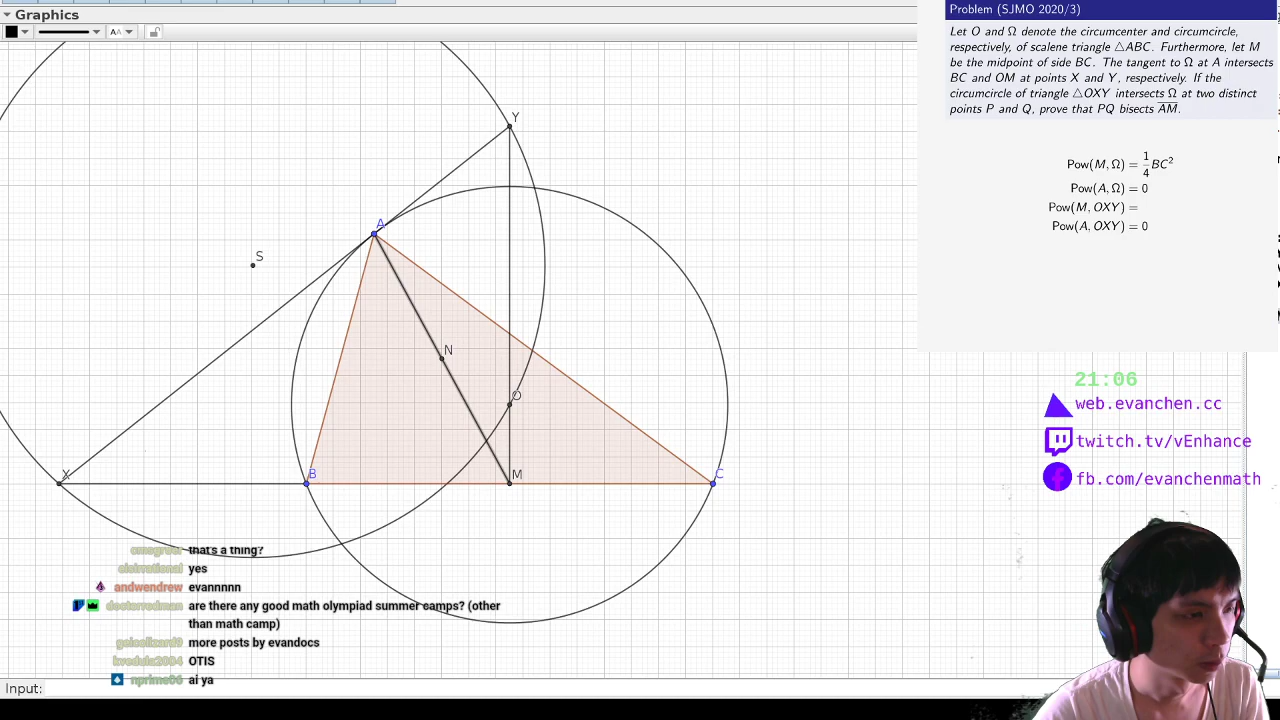 Graphics
Problem (SJMO 2020/3)
Let O and Ω denote the circumcenter and circumcircle,
respectively, of scalene triangle △ABC. Furthermore, let M
be the midpoint of side BC. The tangent to Ω at A intersects
BC and OM at points X and Y, respectively. If the
circumcircle of triangle △OXY intersects Ω at two distinct
points P and Q, prove that PQ bisects AM.
Pow(M, Ω) = 1/4 BC²
Pow(A, Ω) = 0
Pow(M, OXY) =
Pow(A, OXY) = 0
Y
A
S
N
O
X
B
M
C
21:06
web.evanchen.cc
twitch.tv/vEnhance
fb.com/evanchenmath
that's a thing?
yes
andwendrew evannnnn
are there any good math olympiad summer camps? (other
than math camp)
more posts by evandocs
OTIS
ai ya
Input: